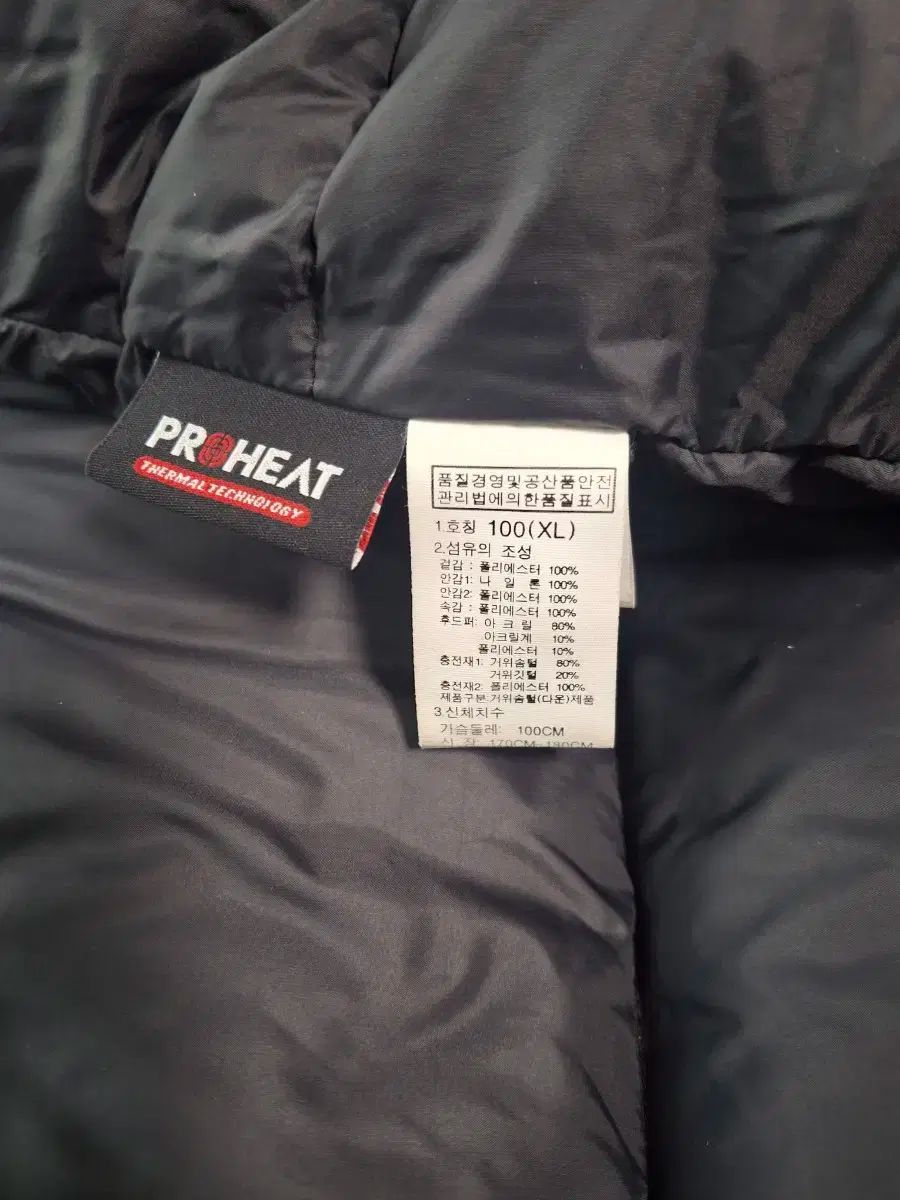 PROHEAT
THERMAL TECHNOLOGY
품질경영및공산품안전
관리법에의한품질표시
1.호칭 100(XL)
2.섬유의 조성
겉감 : 폴리에스터 100%
안감1: 나 일 론 100%
안감2: 폴리에스터 100%
속감 : 폴리에스터 100%
후드퍼: 아 크 릴 80%
아크릴계 10%
폴리에스터 10%
충전재1: 거위솜털 80%
거위깃털 20%
충전재2: 폴리에스터 100%
제품구분:거위솜털(다운)제품
3.신체치수
가슴둘레: 100CM
신 장: 170CM-180CM